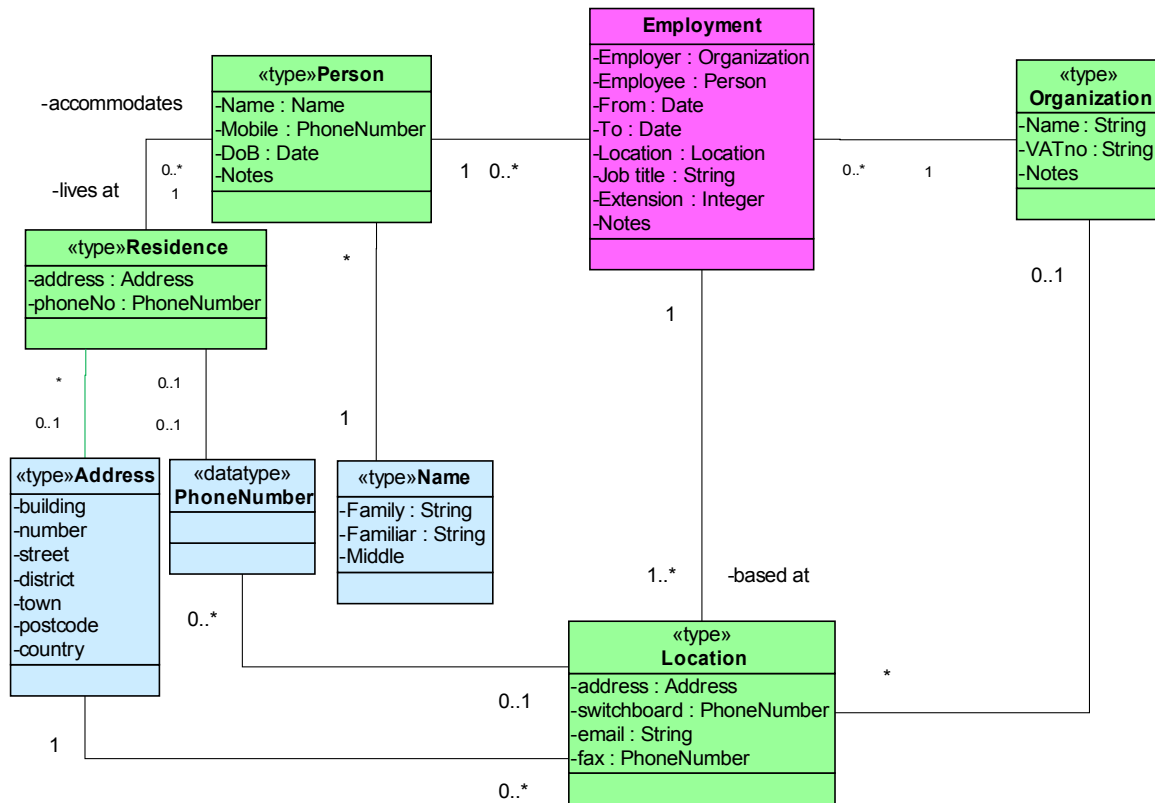 Employment
-Employer : Organization
-Employee : Person
-From : Date
-To : Date
-Location : Location
-Job title : String
-Extension : Integer
-Notes
«type»Person
-Name : Name
-Mobile : PhoneNumber
-DoB : Date
-Notes
«type»
Organization
-Name : String
-VATno : String
-Notes
-accommodates
0..*
-lives at
1
1 0..*
0..* 1
«type»Residence
-address : Address
-phoneNo : PhoneNumber
*
1
0..1
*
0..1
0..1
0..1
1
«type»Address
-building
-number
-street
-district
-town
-postcode
-country
«datatype»
PhoneNumber
«type»Name
-Family : String
-Familiar : String
-Middle
1..* -based at
0..*
«type»
Location
-address : Address
-switchboard : PhoneNumber
-email : String
-fax : PhoneNumber
*
0..1
1
0..*